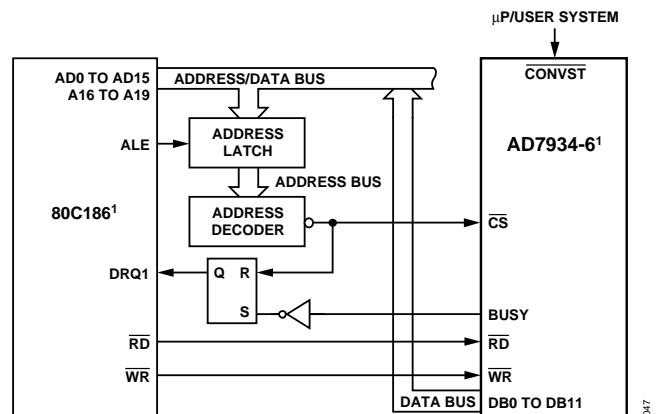 μP/USER SYSTEM
AD0 TO AD15
A16 TO A19
ADDRESS/DATA BUS
CONVST
ALE
ADDRESS
LATCH
AD7934-6¹
ADDRESS BUS
80C186¹
ADDRESS
DECODER
CS
DRQ1
Q R
S
BUSY
RD
RD
WR
WR
DATA BUS
DB0 TO DB11
047